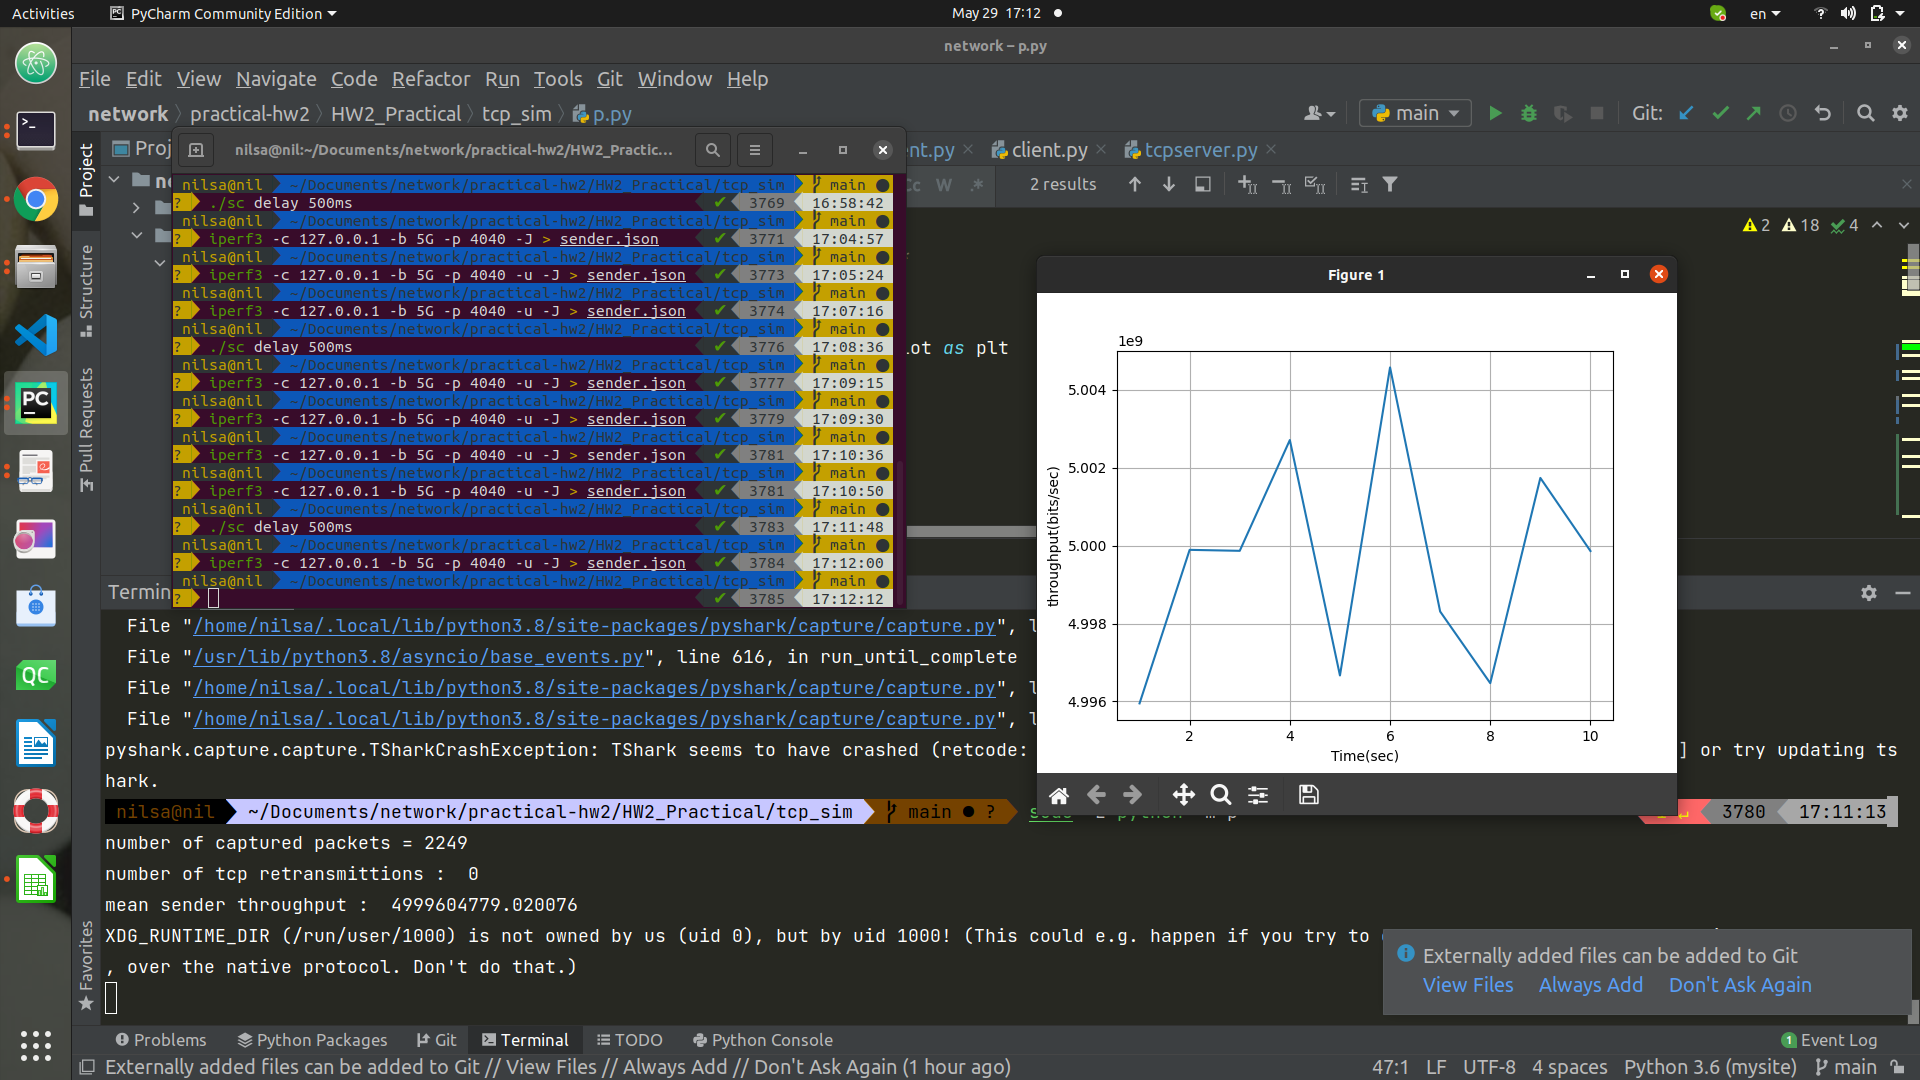 Activities PyCharm Community Edition May 29 17:12 en
network – p.py
File Edit View Navigate Code Refactor Run Tools Git Window Help
network practical-hw2 HW2_Practical tcp_sim p.py main Git:
nilsa@nil:~/Documents/network/practical-hw2/HW2_Practic...
client.py tcpserver.py
2 results
2 18 4
Project
Structure
Pull Requests
Favorites
nilsa@nil ~/Documents/network/practical-hw2/HW2_Practical/tcp_sim main
? ./sc delay 500ms ✔ 3769 16:58:42
nilsa@nil ~/Documents/network/practical-hw2/HW2_Practical/tcp_sim main
? iperf3 -c 127.0.0.1 -b 5G -p 4040 -J > sender.json ✔ 3771 17:04:57
nilsa@nil ~/Documents/network/practical-hw2/HW2_Practical/tcp_sim main
? iperf3 -c 127.0.0.1 -b 5G -p 4040 -u -J > sender.json ✔ 3773 17:05:24
nilsa@nil ~/Documents/network/practical-hw2/HW2_Practical/tcp_sim main
? iperf3 -c 127.0.0.1 -b 5G -p 4040 -u -J > sender.json ✔ 3774 17:07:16
nilsa@nil ~/Documents/network/practical-hw2/HW2_Practical/tcp_sim main
? ./sc delay 500ms ✔ 3776 17:08:36
nilsa@nil ~/Documents/network/practical-hw2/HW2_Practical/tcp_sim main
? iperf3 -c 127.0.0.1 -b 5G -p 4040 -u -J > sender.json ✔ 3777 17:09:15
nilsa@nil ~/Documents/network/practical-hw2/HW2_Practical/tcp_sim main
? iperf3 -c 127.0.0.1 -b 5G -p 4040 -u -J > sender.json ✔ 3779 17:09:30
nilsa@nil ~/Documents/network/practical-hw2/HW2_Practical/tcp_sim main
? iperf3 -c 127.0.0.1 -b 5G -p 4040 -u -J > sender.json ✔ 3781 17:10:36
nilsa@nil ~/Documents/network/practical-hw2/HW2_Practical/tcp_sim main
? iperf3 -c 127.0.0.1 -b 5G -p 4040 -u -J > sender.json ✔ 3781 17:10:50
nilsa@nil ~/Documents/network/practical-hw2/HW2_Practical/tcp_sim main
? ./sc delay 500ms ✔ 3783 17:11:48
nilsa@nil ~/Documents/network/practical-hw2/HW2_Practical/tcp_sim main
? iperf3 -c 127.0.0.1 -b 5G -p 4040 -u -J > sender.json ✔ 3784 17:12:00
nilsa@nil ~/Documents/network/practical-hw2/HW2_Practical/tcp_sim main
? ✔ 3785 17:12:12
as plt
Figure 1
1e9
5.004
5.002
5.000
4.998
4.996
throughput(bits/sec)
2 4 6 8 10
Time(sec)
File "/home/nilsa/.local/lib/python3.8/site-packages/pyshark/capture/capture.py", l
File "/usr/lib/python3.8/asyncio/base_events.py", line 616, in run_until_complete
File "/home/nilsa/.local/lib/python3.8/site-packages/pyshark/capture/capture.py", l
File "/home/nilsa/.local/lib/python3.8/site-packages/pyshark/capture/capture.py", l
pyshark.capture.capture.TSharkCrashException: TShark seems to have crashed (retcode: ] or try updating ts
hark.
nilsa@nil ~/Documents/network/practical-hw2/HW2_Practical/tcp_sim main ● ? 3780 17:11:13
number of captured packets = 2249
number of tcp retransmittions : 0
mean sender throughput : 4999604779.020076
XDG_RUNTIME_DIR (/run/user/1000) is not owned by us (uid 0), but by uid 1000! (This could e.g. happen if you try to
, over the native protocol. Don't do that.)
Externally added files can be added to Git
View Files Always Add Don't Ask Again
Problems Python Packages Git Terminal TODO Python Console 1 Event Log
Externally added files can be added to Git // View Files // Always Add // Don't Ask Again (1 hour ago) 47:1 LF UTF-8 4 spaces Python 3.6 (mysite) main